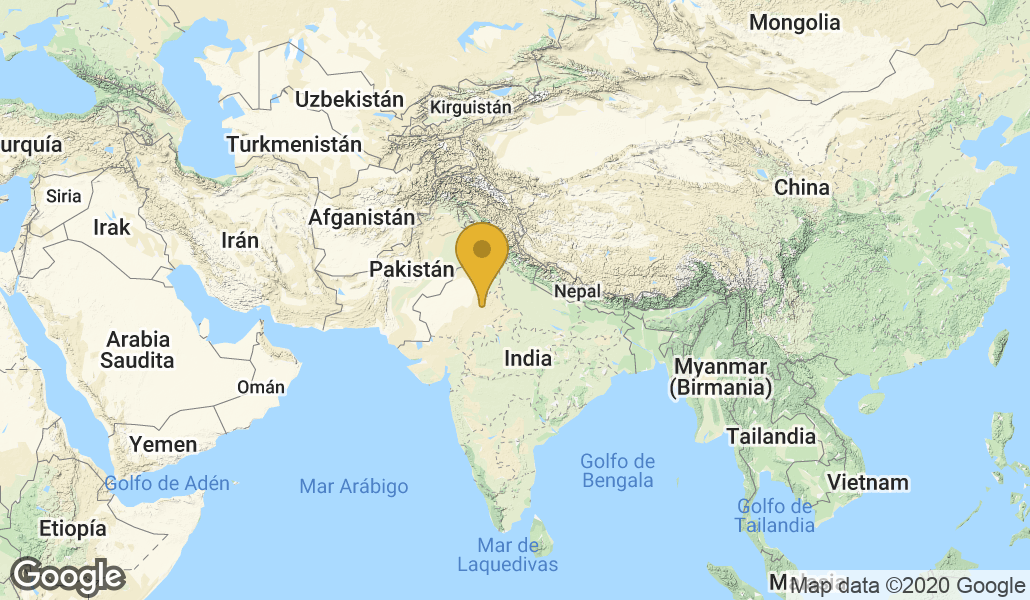 Mongolia
Uzbekistán
Kirguistán
urquía
Turkmenistán
Siria
China
Afganistán
Irak
Irán
Pakistán
Nepal
Arabia
Saudita
India
Omán
Myanmar
(Birmania)
Yemen
Tailandia
Golfo de Adén
Mar Arábigo
Golfo de
Bengala
Vietnam
Etiopía
Golfo de
Tailandia
Mar de
Laquedivas
Google
Malasia
Map data ©2020 Google